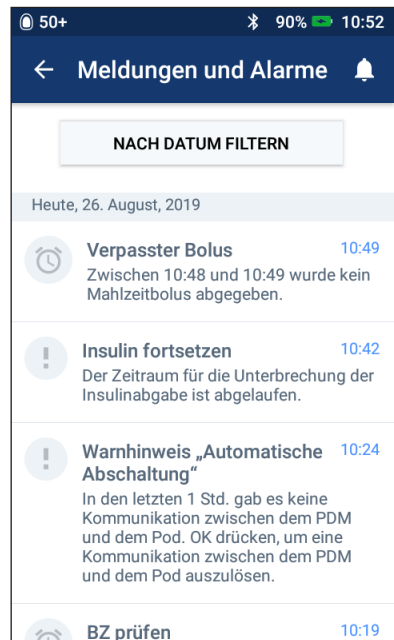 50+ 90% 10:52
Meldungen und Alarme
NACH DATUM FILTERN
Heute, 26. August, 2019
Verpasster Bolus 10:49
Zwischen 10:48 und 10:49 wurde kein
Mahlzeitbolus abgegeben.
Insulin fortsetzen 10:42
Der Zeitraum für die Unterbrechung der
Insulinabgabe ist abgelaufen.
Warnhinweis „Automatische 10:24
Abschaltung“
In den letzten 1 Std. gab es keine
Kommunikation zwischen dem PDM
und dem Pod. OK drücken, um eine
Kommunikation zwischen dem PDM
und dem Pod auszulösen.
BZ prüfen 10:19